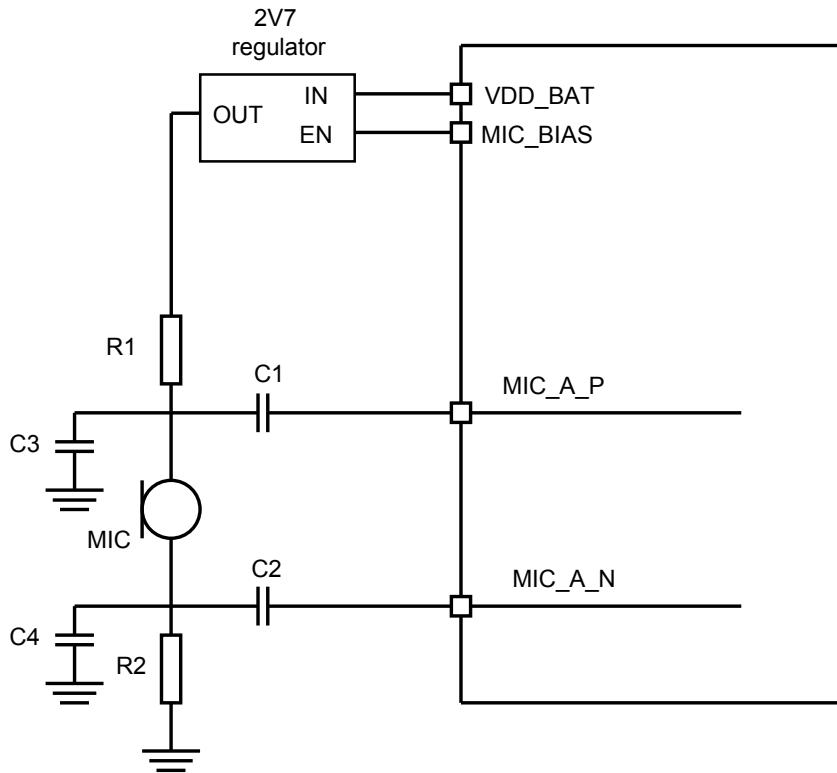 2V7
regulator
IN
VDD_BAT
OUT
EN
MIC_BIAS
R1
C1
MIC_A_P
C3
MIC
C2
MIC_A_N
C4
R2